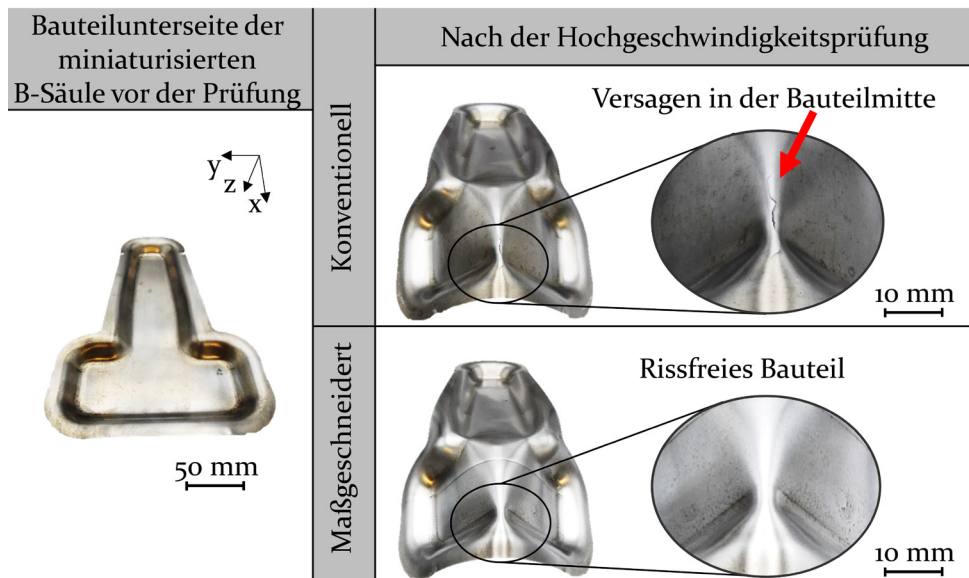 Bauteilunterseite der
miniaturisierten
B-Säule vor der Prüfung
y
z
x
50 mm
Nach der Hochgeschwindigkeitsprüfung
Konventionell
Versagen in der Bauteilmitte
10 mm
Maßgeschneidert
Rissfreies Bauteil
10 mm